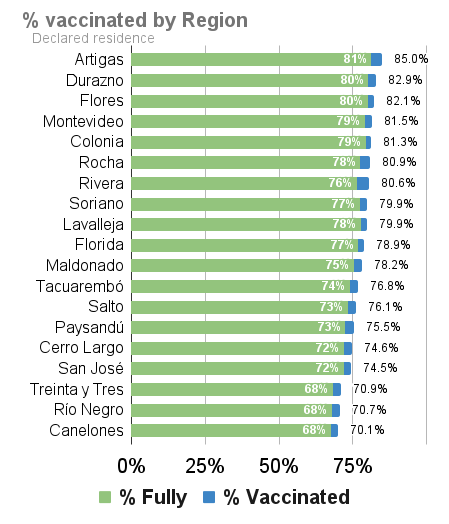 % vaccinated by Region
Declared residence
Artigas 81% 85.0%
Durazno 80% 82.9%
Flores 80% 82.1%
Montevideo 79% 81.5%
Colonia 79% 81.3%
Rocha 78% 80.9%
Rivera 76% 80.6%
Soriano 77% 79.9%
Lavalleja 78% 79.9%
Florida 77% 78.9%
Maldonado 75% 78.2%
Tacuarembó 74% 76.8%
Salto 73% 76.1%
Paysandú 73% 75.5%
Cerro Largo 72% 74.6%
San José 72% 74.5%
Treinta y Tres 68% 70.9%
Río Negro 68% 70.7%
Canelones 68% 70.1%
0% 25% 50% 75%
% Fully % Vaccinated